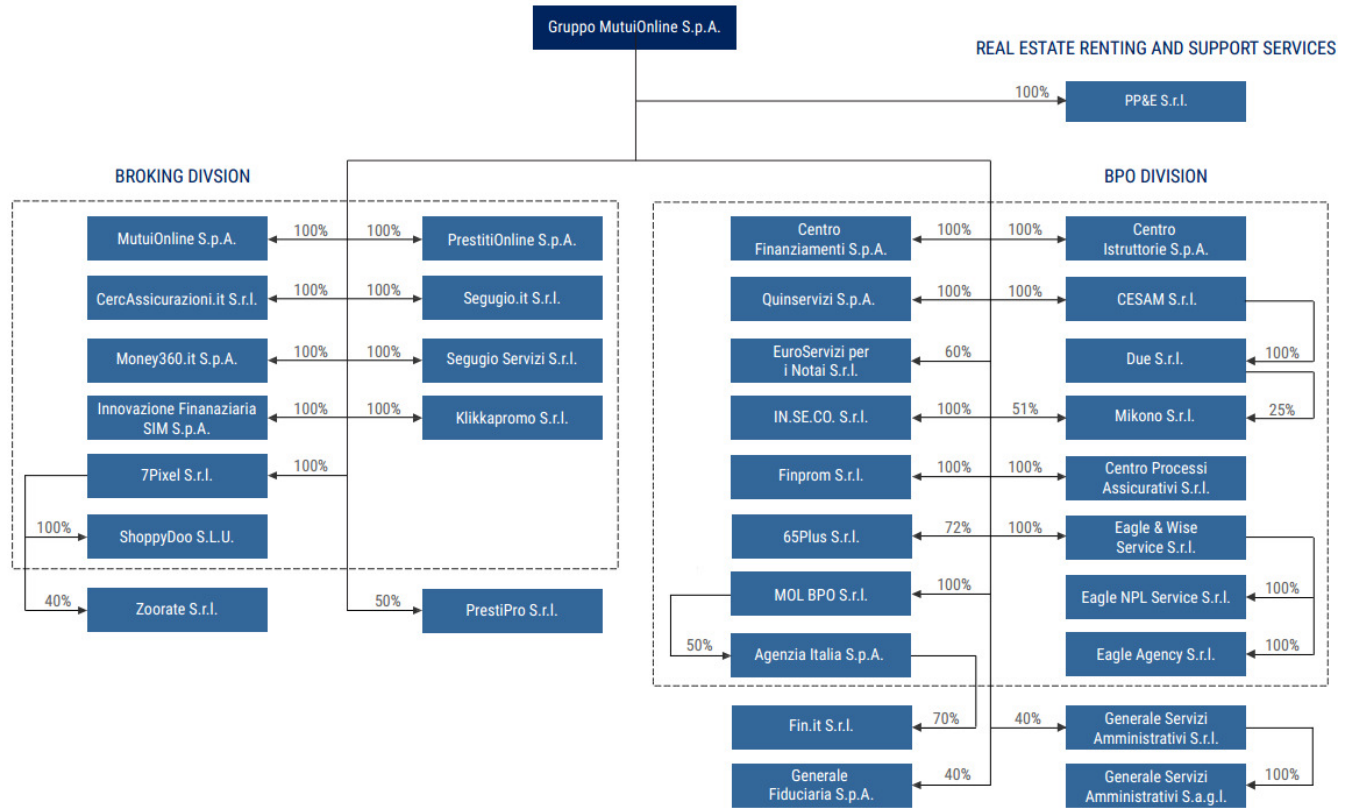 Gruppo MutuiOnline S.p.A.
REAL ESTATE RENTING AND SUPPORT SERVICES
100%
PP&E S.r.l.
BROKING DIVSION
MutuiOnline S.p.A.
100%
100%
PrestitiOnline S.p.A.
CercAssicurazioni.it S.r.l.
100%
100%
Segugio.it S.r.l.
Money360.it S.p.A.
100%
100%
Segugio Servizi S.r.l.
Innovazione Finanaziaria
SIM S.p.A.
100%
100%
Klikkapromo S.r.l.
7Pixel S.r.l.
100%
100%
ShoppyDoo S.L.U.
40%
Zoorate S.r.l.
50%
PrestiPro S.r.l.
BPO DIVISION
Centro
Finanziamenti S.p.A.
100%
100%
Centro
Istruttorie S.p.A.
Quinservizi S.p.A.
100%
100%
CESAM S.r.l.
EuroServizi per
i Notai S.r.l.
60%
Due S.r.l.
100%
IN.SE.CO. S.r.l.
100%
51%
Mikono S.r.l.
25%
Finprom S.r.l.
100%
100%
Centro Processi
Assicurativi S.r.l.
65Plus S.r.l.
72%
100%
Eagle & Wise
Service S.r.l.
MOL BPO S.r.l.
100%
Eagle NPL Service S.r.l.
100%
50%
Agenzia Italia S.p.A.
Eagle Agency S.r.l.
100%
Fin.it S.r.l.
70%
40%
Generale Servizi
Amministrativi S.r.l.
Generale
Fiduciaria S.p.A.
40%
Generale Servizi
Amministrativi S.a.g.l.
100%